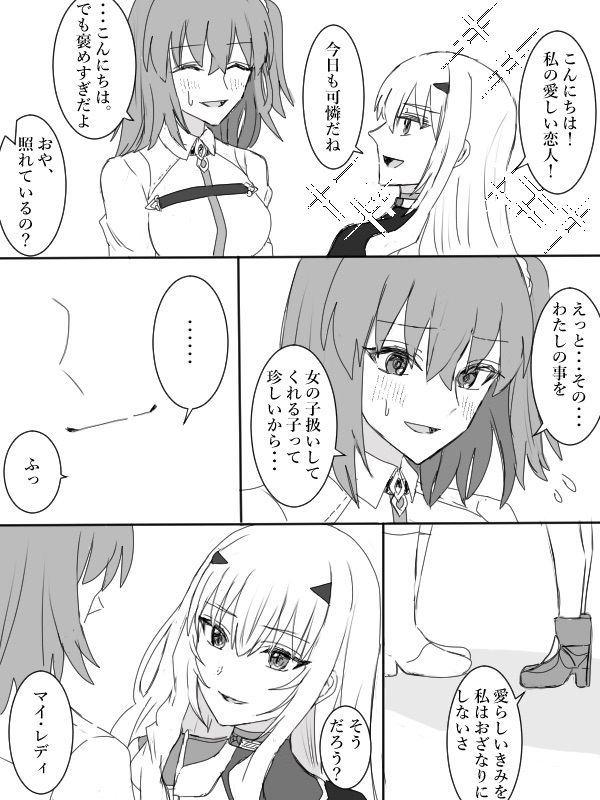 こんにちは！
私の愛しい恋人！
今日も可憐だね
･･･こんにちは。
でも褒めすぎだよ
おや、
照れているの？
えっと･･･その･･･
わたしの事を
女の子扱いして
くれる子って
珍しいから･･･
･･････
ふっ
愛らしいきみを
私はおざなりに
しないさ
そう
だろう？
マイ・レディ